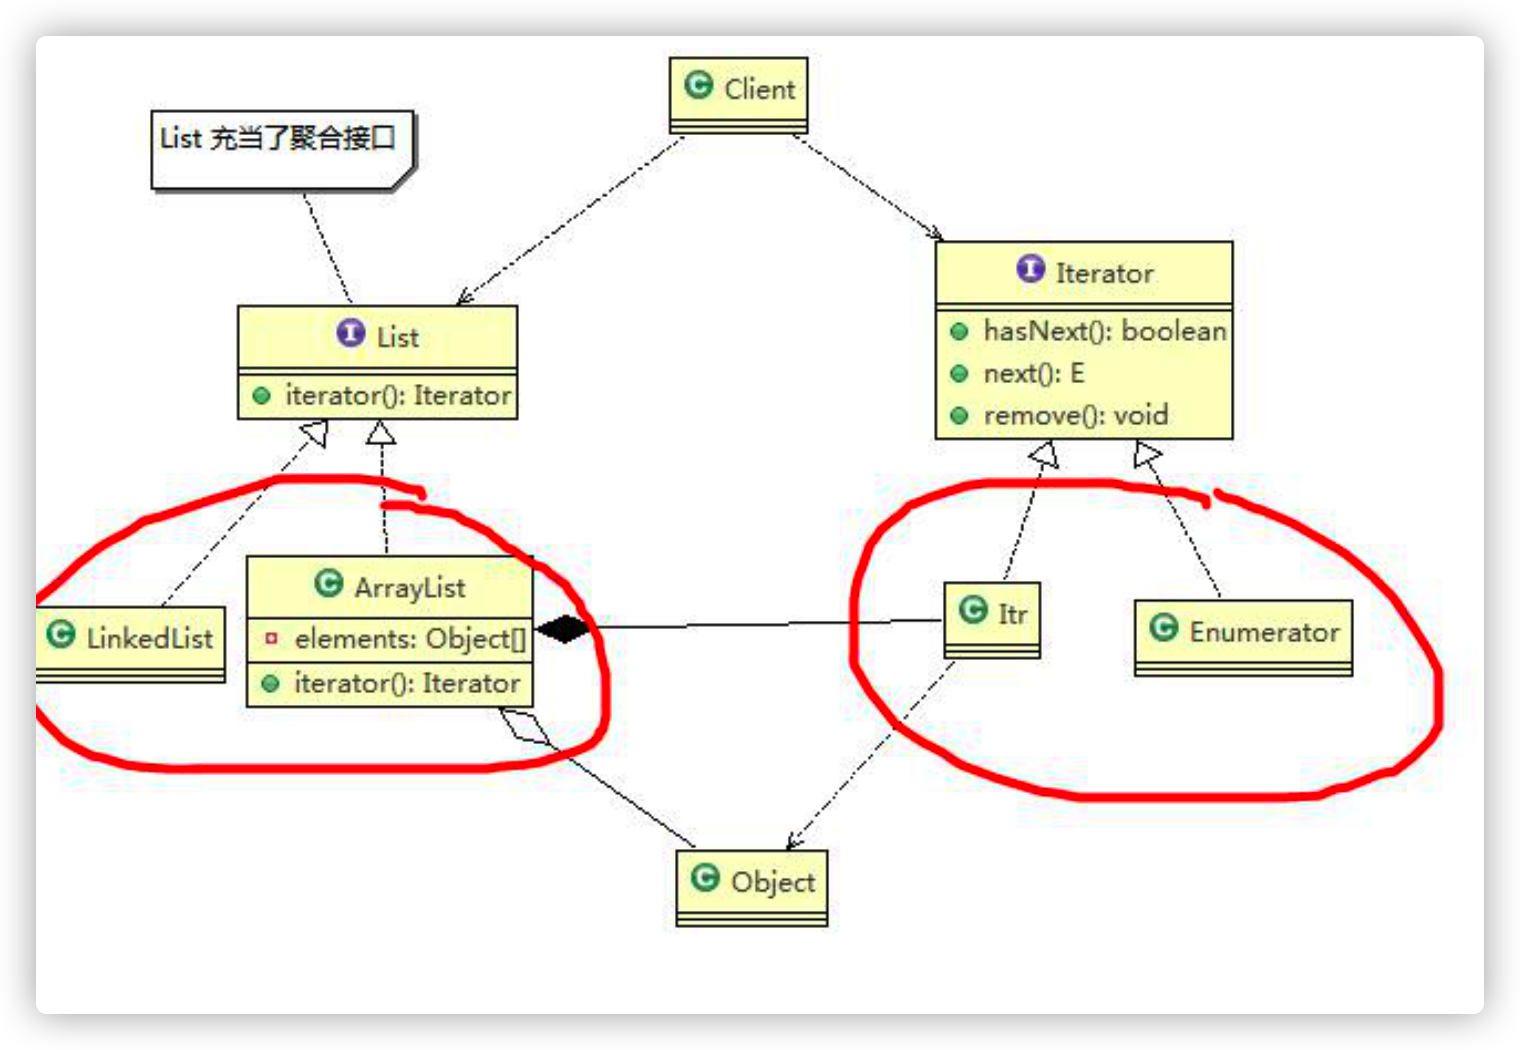 C Client
List 充当了聚合接口
I Iterator
hasNext(): boolean
next(): E
remove(): void
I List
iterator(): Iterator
C LinkedList
C ArrayList
elements: Object[]
iterator(): Iterator
C Itr
C Enumerator
C Object